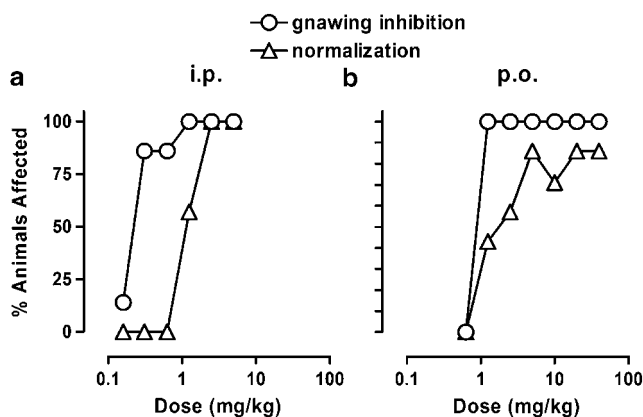 gnawing inhibition
normalization
a i.p. b p.o.
100
75
50
25
0
% Animals Affected
0.1 1 10 100 0.1 1 10 100
Dose (mg/kg) Dose (mg/kg)